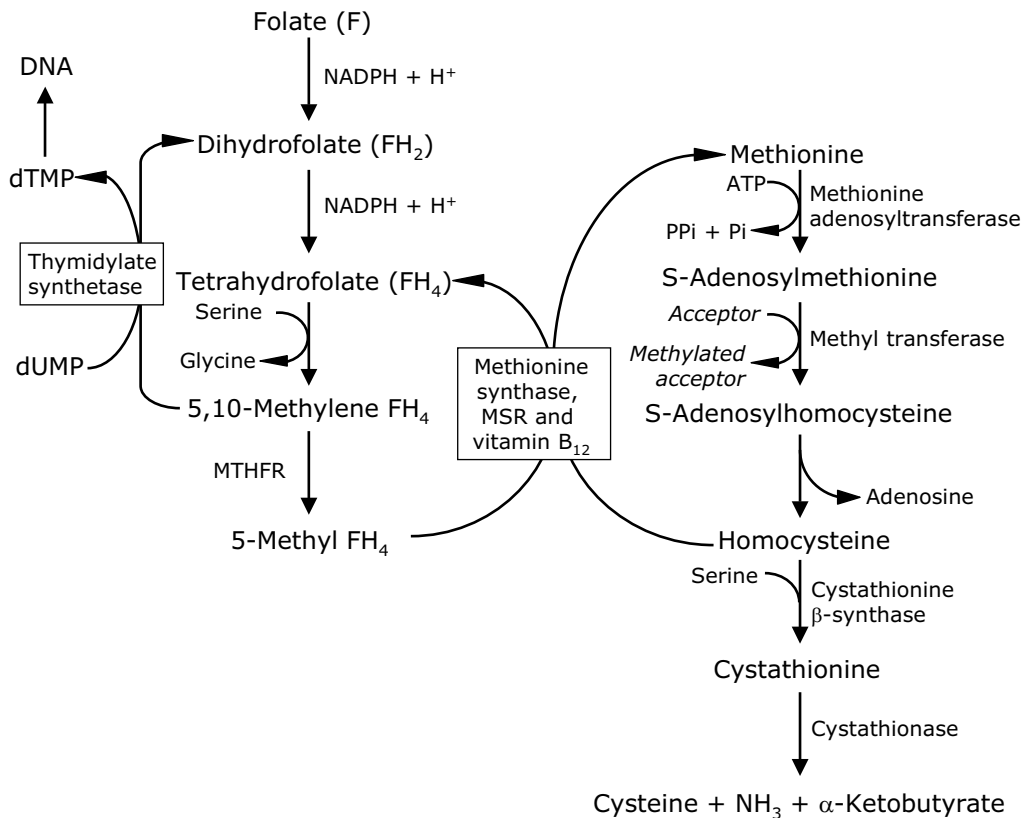 Folate (F)
NADPH + H⁺
DNA
Dihydrofolate (FH₂)
dTMP
NADPH + H⁺
Thymidylate
synthetase
Tetrahydrofolate (FH₄)
Serine
Glycine
dUMP
5,10-Methylene FH₄
MTHFR
5-Methyl FH₄
Methionine
synthase,
MSR and
vitamin B₁₂
Methionine
ATP
Methionine
adenosyltransferase
PPi + Pi
S-Adenosylmethionine
Acceptor
Methyl transferase
Methylated
acceptor
S-Adenosylhomocysteine
Adenosine
Homocysteine
Serine
Cystathionine
β-synthase
Cystathionine
Cystathionase
Cysteine + NH₃ + α-Ketobutyrate